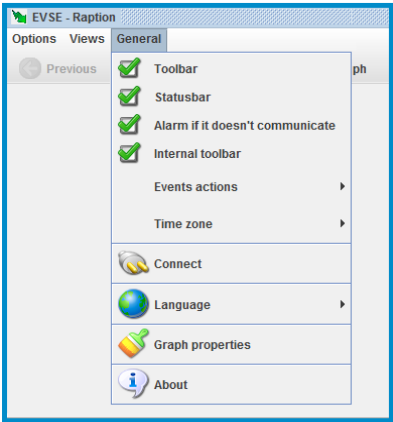 EVSE - Raption
Options Views General
Previous
ph
Toolbar
Statusbar
Alarm if it doesn't communicate
Internal toolbar
Events actions
Time zone
Connect
Language
Graph properties
About